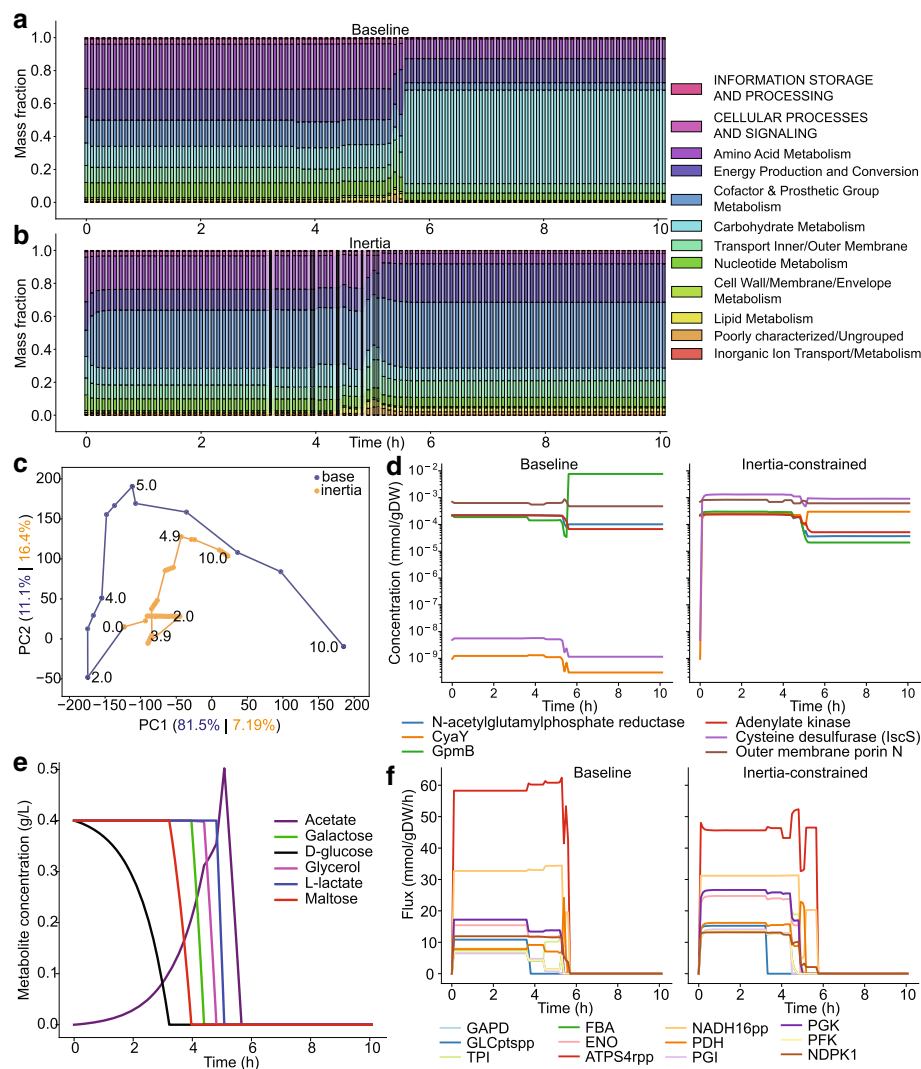 a
Baseline
1.0
0.8
0.6
0.4
0.2
0.0
Mass fraction
0 2 4 6 8 10
b
Inertia
1.0
0.8
0.6
0.4
0.2
0.0
Mass fraction
0 2 4 6 8 10
Time (h)
INFORMATION STORAGE
AND PROCESSING
CELLULAR PROCESSES
AND SIGNALING
Amino Acid Metabolism
Energy Production and Conversion
Cofactor & Prosthetic Group
Metabolism
Carbohydrate Metabolism
Transport Inner/Outer Membrane
Nucleotide Metabolism
Cell Wall/Membrane/Envelope
Metabolism
Lipid Metabolism
Poorly characterized/Ungrouped
Inorganic Ion Transport/Metabolism
c
200
150
100
50
0
−50
PC2 (11.1% | 16.4%)
base
inertia
5.0
4.9
10.0
4.0
0.0
2.0
3.9
2.0
10.0
−200 −150 −100 −50 0 50 100 150 200
PC1 (81.5% | 7.19%)
d
Baseline
Inertia-constrained
10−2
10−3
10−4
10−5
10−6
10−7
10−8
10−9
Concentration (mmol/gDW)
0 2 4 6 8 10
Time (h)
0 2 4 6 8 10
Time (h)
N-acetylglutamylphosphate reductase
CyaY
GpmB
Adenylate kinase
Cysteine desulfurase (IscS)
Outer membrane porin N
e
0.5
0.4
0.3
0.2
0.1
0.0
Metabolite concentration (g/L)
Acetate
Galactose
D-glucose
Glycerol
L-lactate
Maltose
0 2 4 6 8 10
Time (h)
f
Baseline
Inertia-constrained
60
50
40
30
20
10
0
Flux (mmol/gDW/h)
0 2 4 6 8 10
Time (h)
0 2 4 6 8 10
Time (h)
GAPD
GLCptspp
TPI
FBA
ENO
ATPS4rpp
NADH16pp
PDH
PGI
PGK
PFK
NDPK1